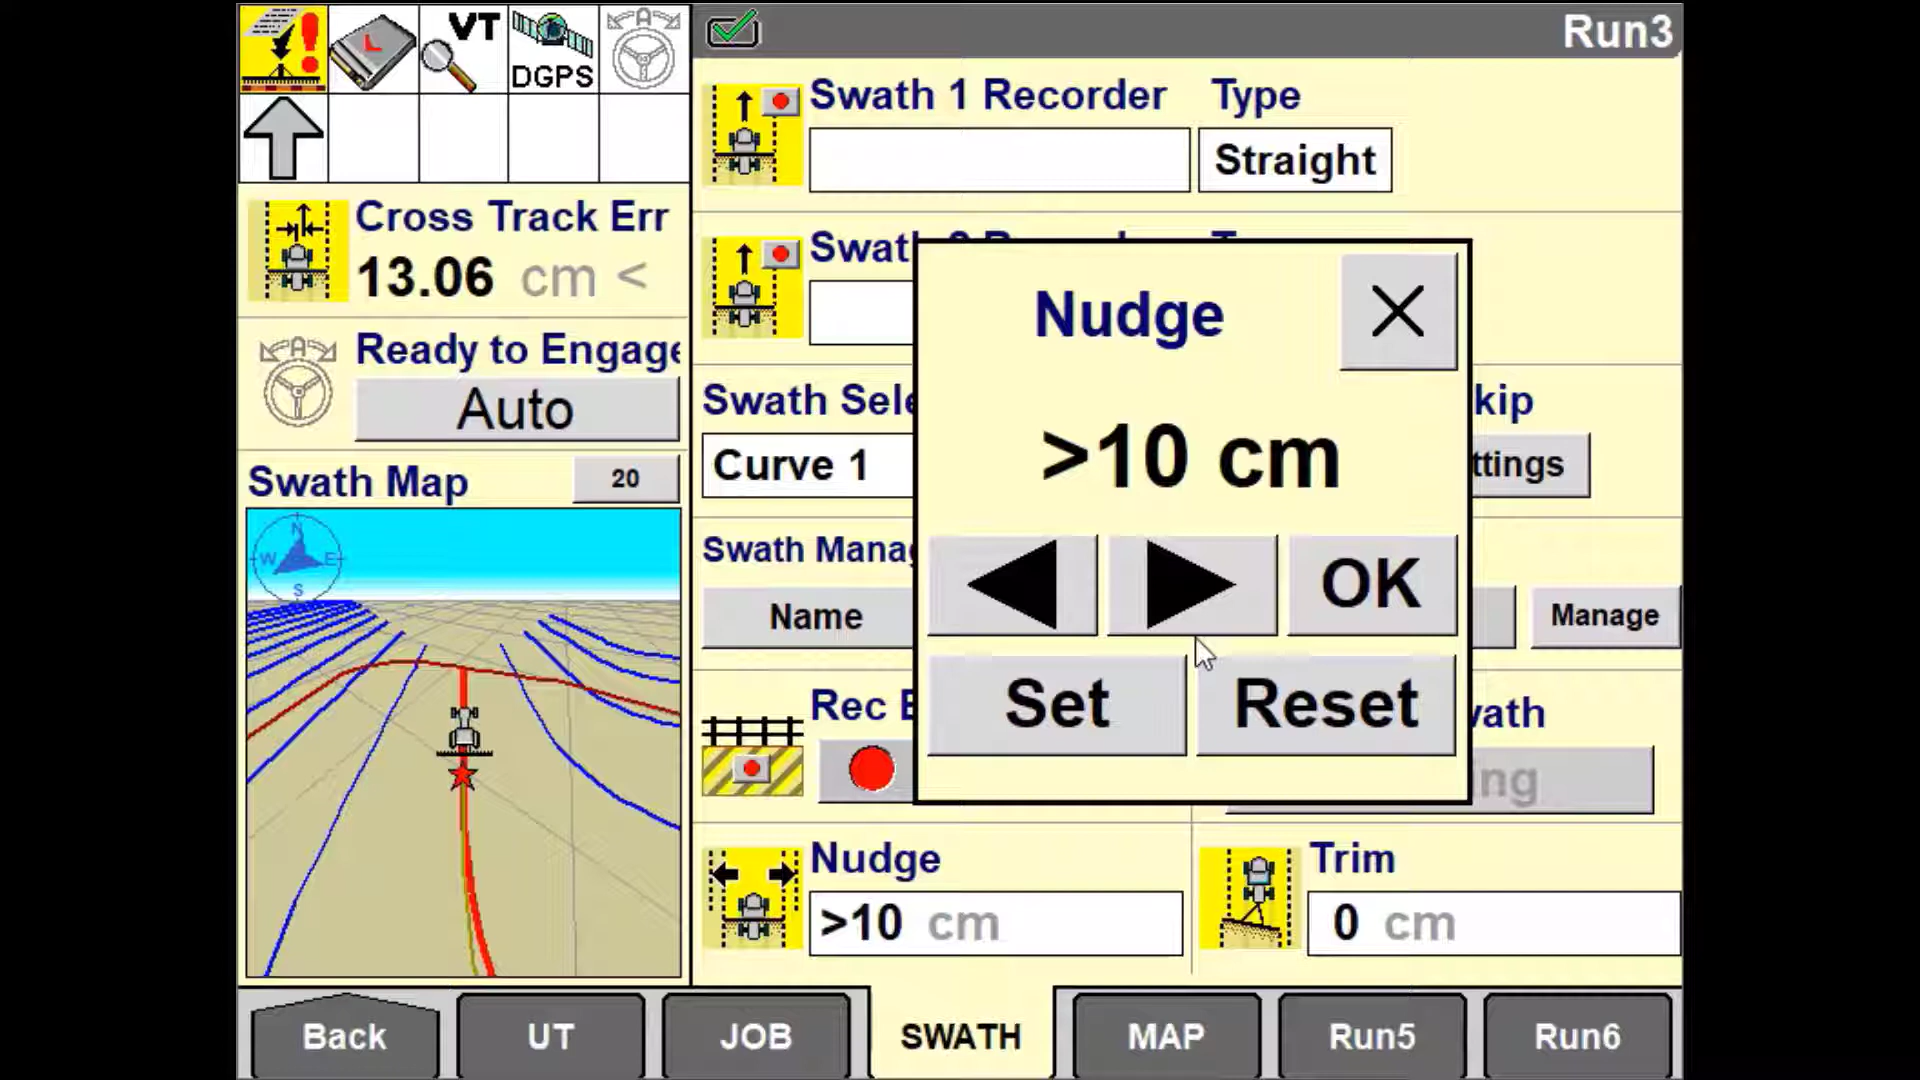 VT
DGPS
A
L
Run3
Swath 1 Recorder
Type
Straight
Cross Track Err
13.06 cm <
Ready to Engage
A
Auto
Swath Map
20
N
W
E
S
Swath Sele
Curve 1
kip
ttings
Swath Mana
Name
Manage
Nudge
>10 cm
OK
Set
Reset
Rec
wath
ng
Nudge
>10 cm
Trim
0 cm
Back
UT
JOB
SWATH
MAP
Run5
Run6